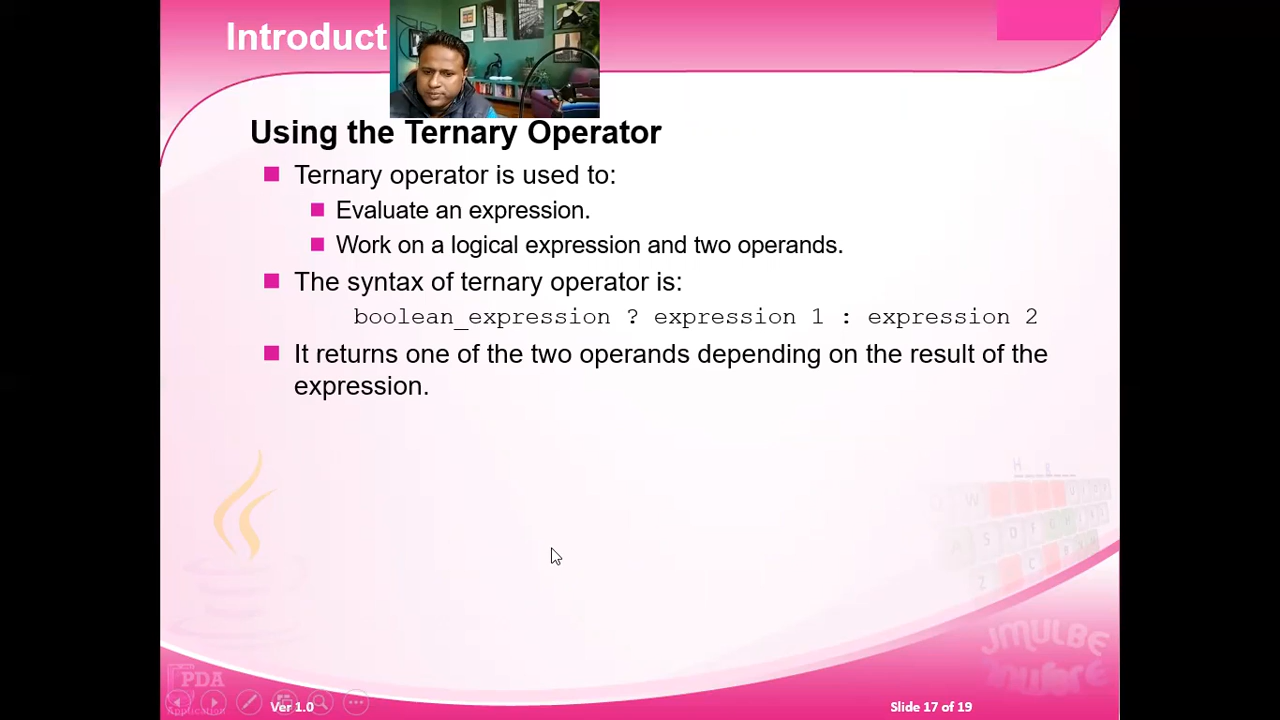 Introduct
Using the Ternary Operator
Ternary operator is used to:
Evaluate an expression.
Work on a logical expression and two operands.
The syntax of ternary operator is:
boolean_expression ? expression 1 : expression 2
It returns one of the two operands depending on the result of the
expression.
JMULBE
PDA
Application
Ver 1.0
Slide 17 of 19